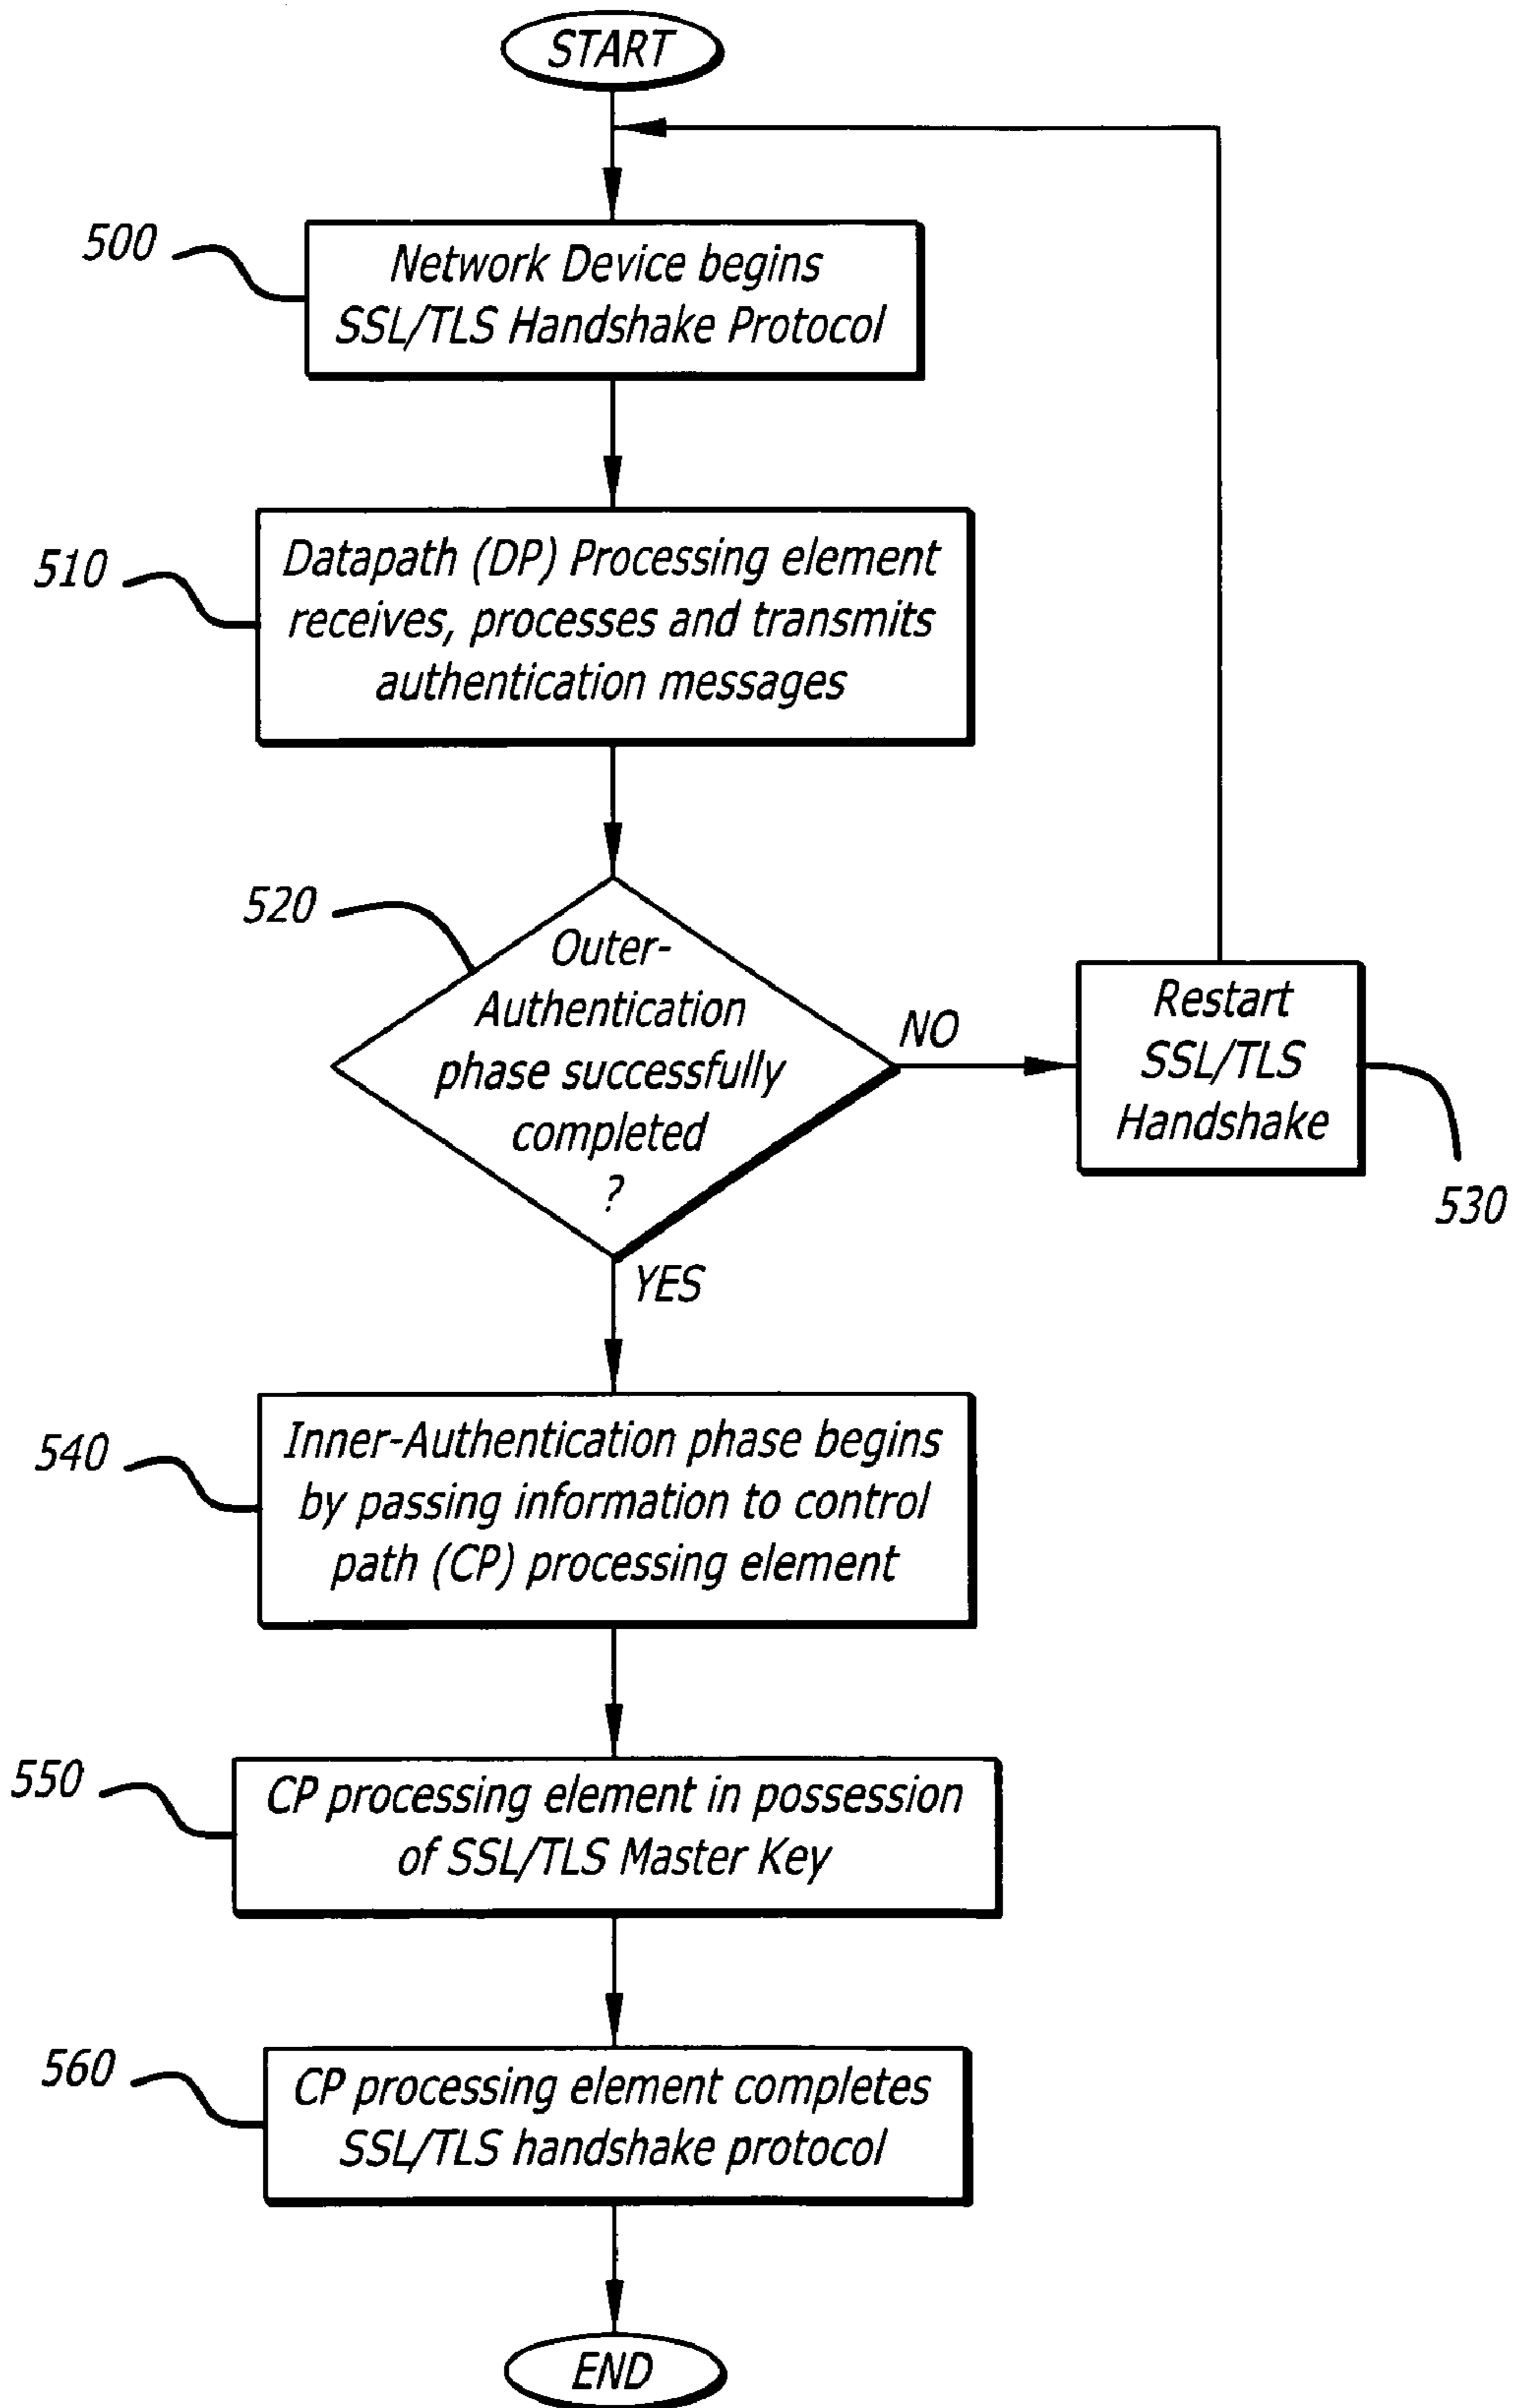 START
500
Network Device begins
SSL/TLS Handshake Protocol
510
Datapath (DP) Processing element
receives, processes and transmits
authentication messages
520
Outer-
Authentication
phase successfully
completed
?
NO
Restart
SSL/TLS
Handshake
530
YES
540
Inner-Authentication phase begins
by passing information to control
path (CP) processing element
550
CP processing element in possession
of SSL/TLS Master Key
560
CP processing element completes
SSL/TLS handshake protocol
END